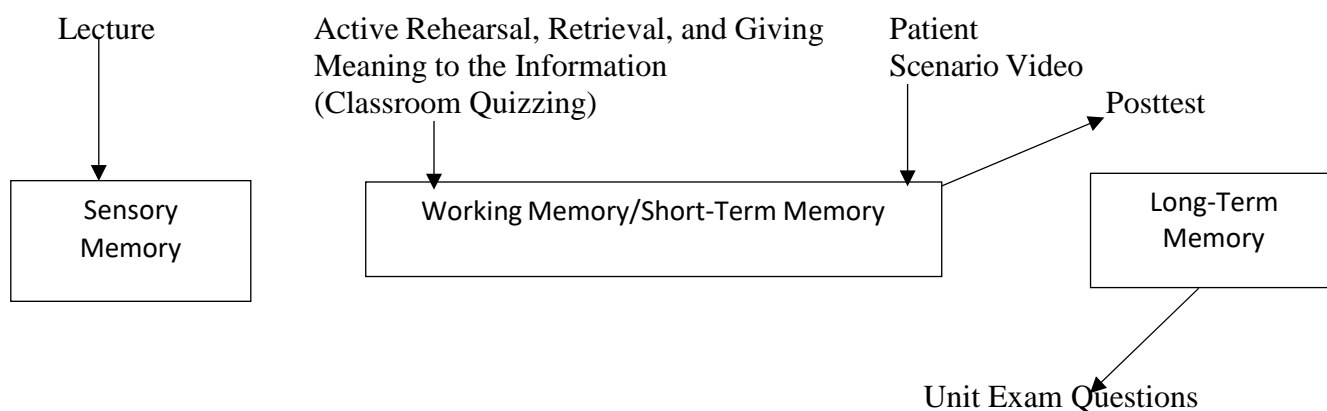 Lecture
Active Rehearsal, Retrieval, and Giving
Meaning to the Information
(Classroom Quizzing)
Patient
Scenario Video
Posttest
Sensory
Memory
Working Memory/Short-Term Memory
Long-Term
Memory
Unit Exam Questions